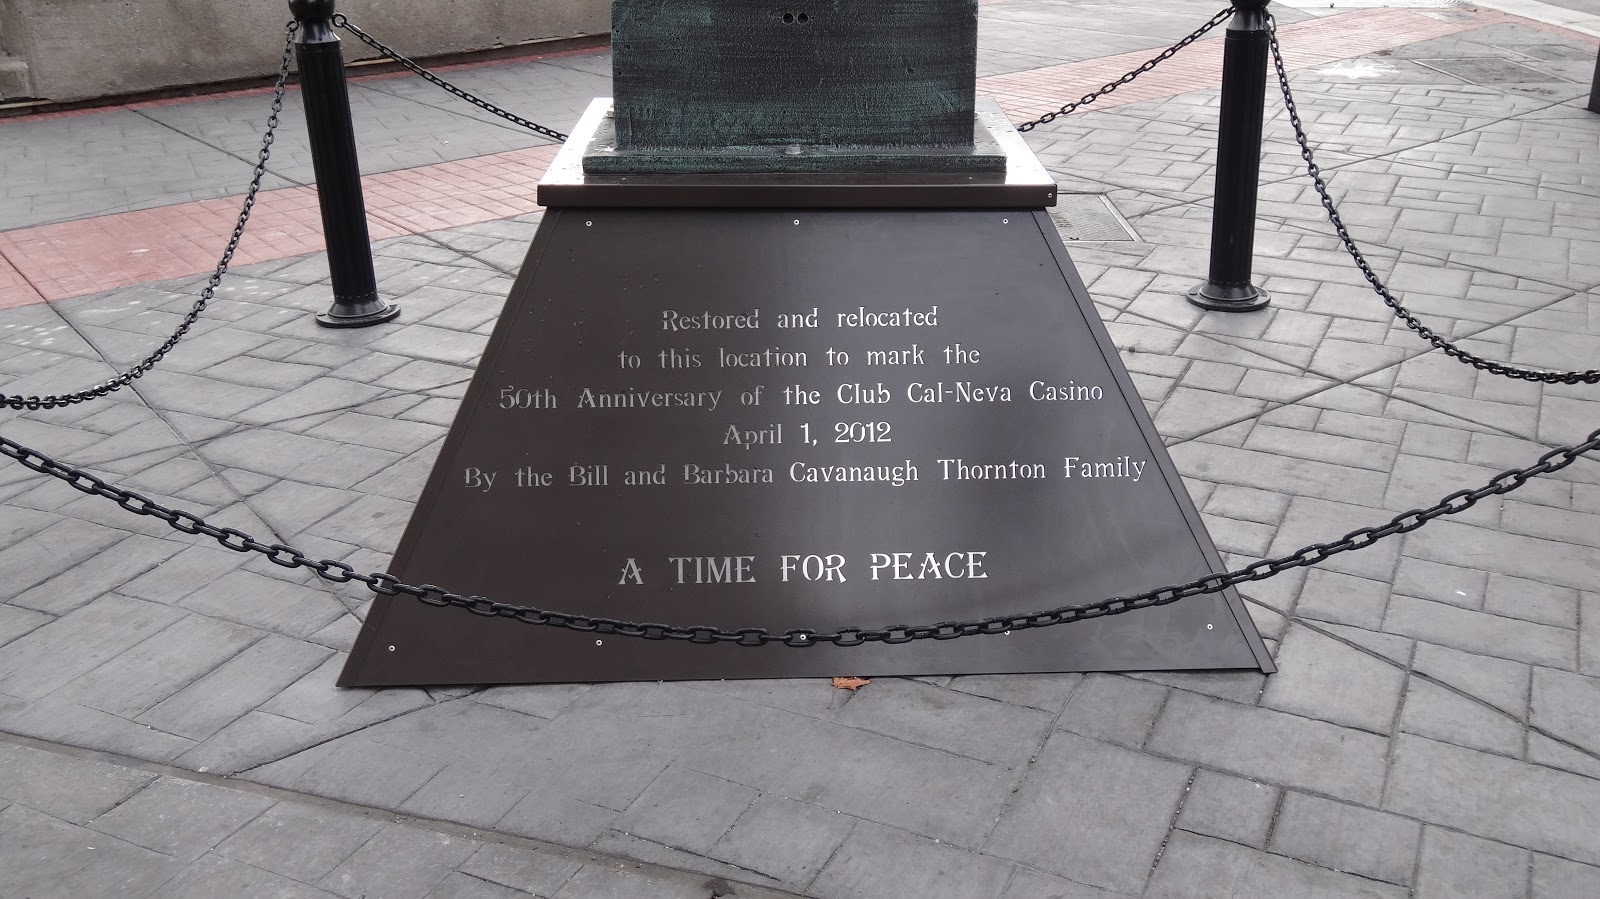 Restored and relocated
to this location to mark the
50th Anniversary of the Club Cal-Neva Casino
April 1, 2012
By the Bill and Barbara Cavanaugh Thornton Family
A TIME FOR PEACE